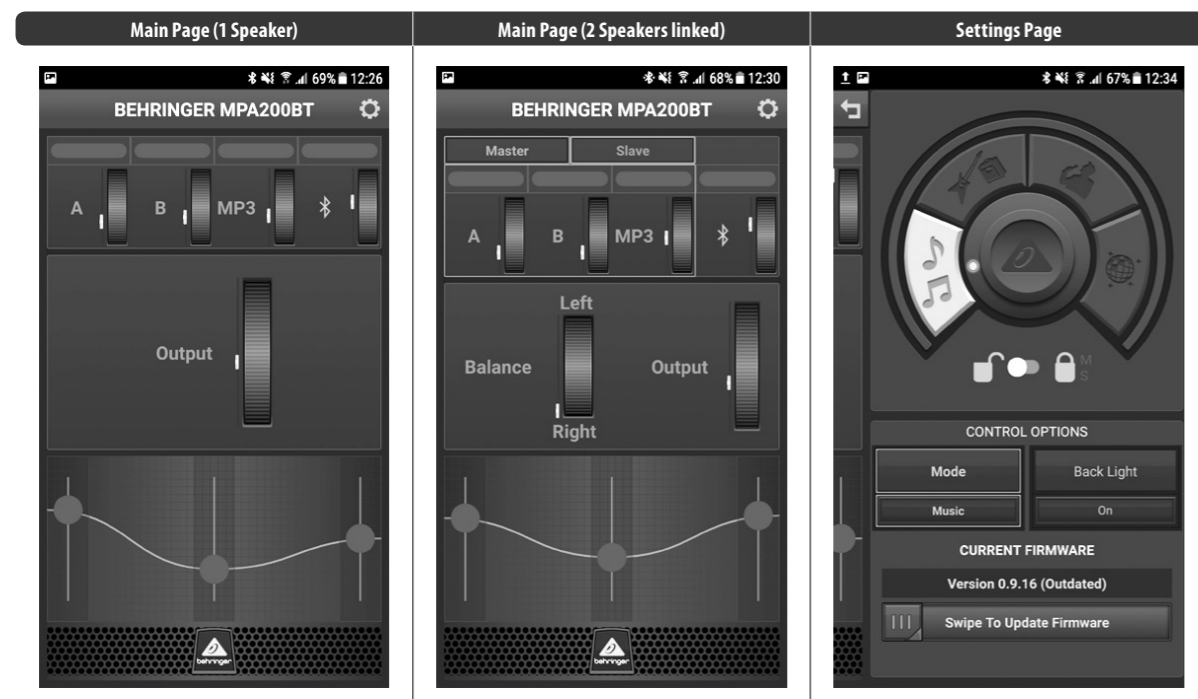 Main Page (1 Speaker)
Main Page (2 Speakers linked)
Settings Page
69% 12:26
BEHRINGER MPA200BT
A
B
MP3
Output
behringer
68% 12:30
BEHRINGER MPA200BT
Master
Slave
A
B
MP3
Left
Balance
Output
Right
behringer
67% 12:34
M
S
CONTROL OPTIONS
Mode
Back Light
Music
On
CURRENT FIRMWARE
Version 0.9.16 (Outdated)
Swipe To Update Firmware